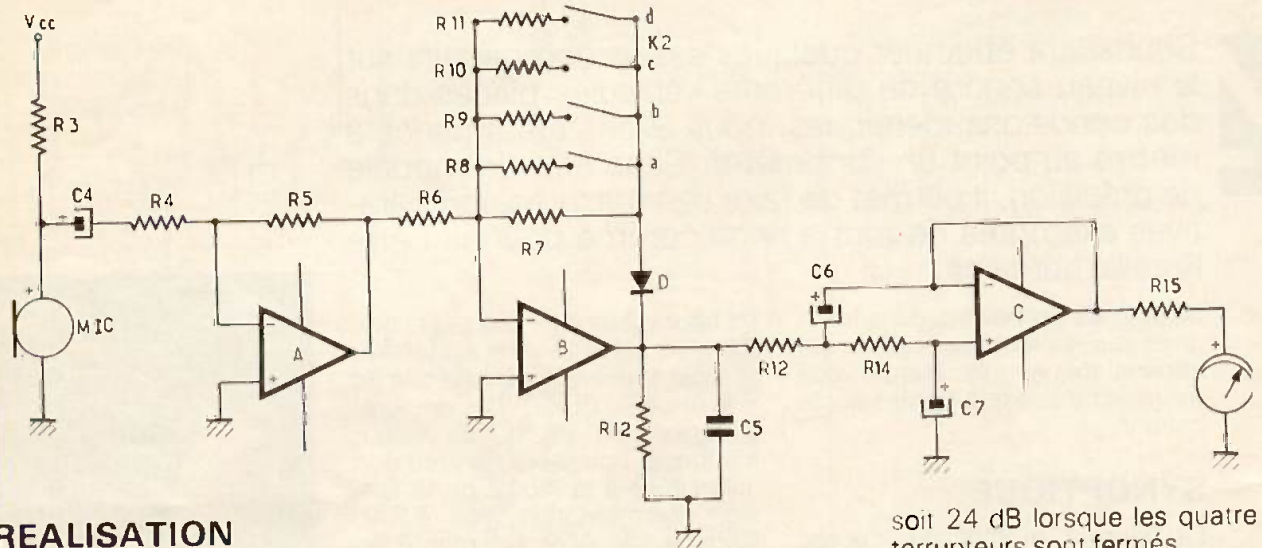 Vcc
R3
C4
+
MIC
+
R4
R5
A
-
+
R6
R11
d
K2
R10
c
R9
b
R8
a
R7
D
B
-
+
R12
C5
R12
C6
+
R14
C7
+
C
-
+
R15
+
REALISATION
soit 24 dB lorsque les quatre
terrupteurs sont fermés